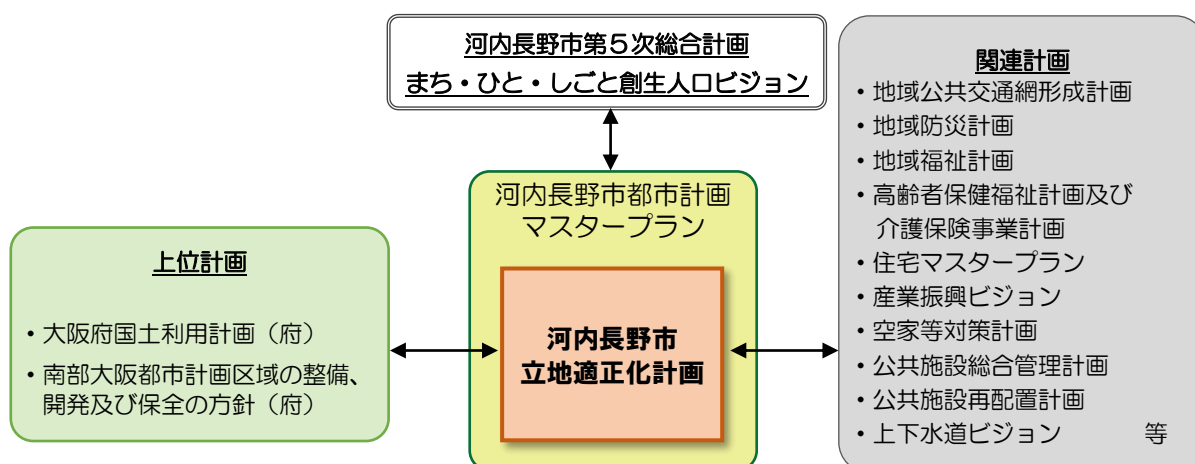 河内長野市第5次総合計画
まち・ひと・しごと創生人口ビジョン
河内長野市都市計画
マスタープラン
河内長野市
立地適正化計画
上位計画
・大阪府国土利用計画（府）
・南部大阪都市計画区域の整備、
開発及び保全の方針（府）
関連計画
・地域公共交通網形成計画
・地域防災計画
・地域福祉計画
・高齢者保健福祉計画及び
介護保険事業計画
・住宅マスタープラン
・産業振興ビジョン
・空家等対策計画
・公共施設総合管理計画
・公共施設再配置計画
・上下水道ビジョン　　　等